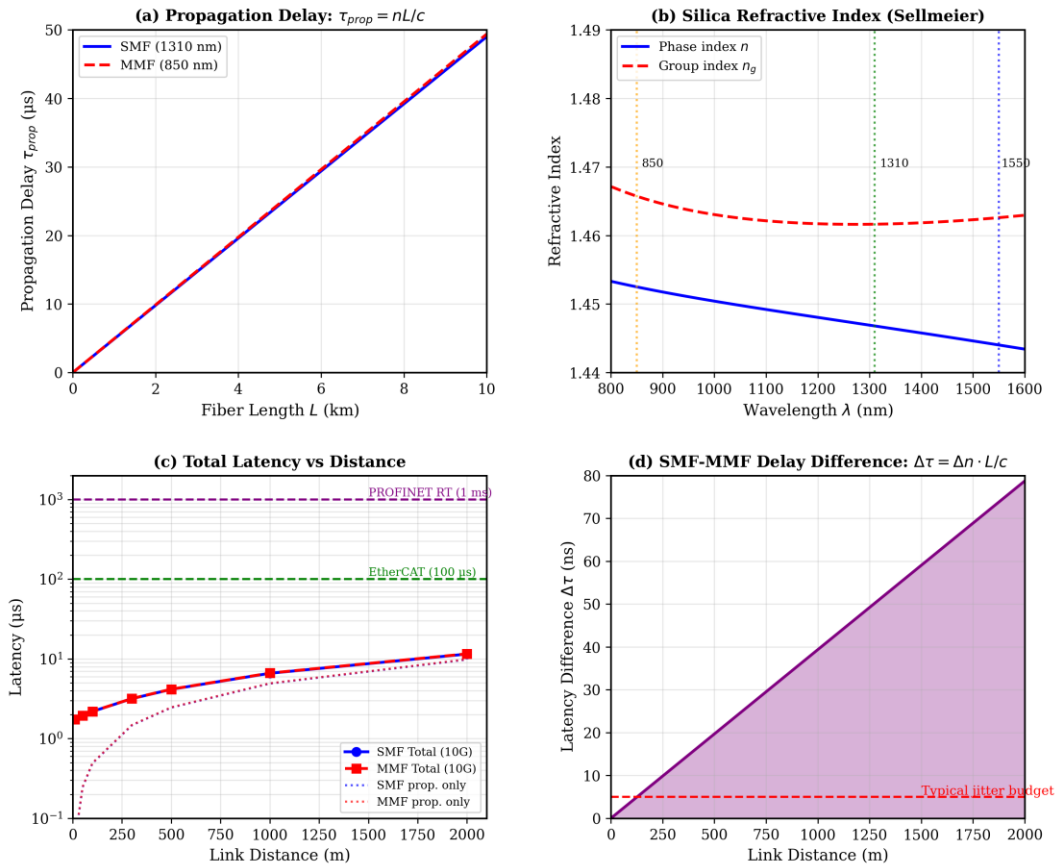 (a) Propagation Delay: τprop = nL/c
SMF (1310 nm)
MMF (850 nm)
Propagation Delay τprop (μs)
50
40
30
20
10
0
0 2 4 6 8 10
Fiber Length L (km)
(b) Silica Refractive Index (Sellmeier)
Phase index n
Group index ng
Refractive Index
1.49
1.48
1.47
1.46
1.45
1.44
850
1310
1550
800 900 1000 1100 1200 1300 1400 1500 1600
Wavelength λ (nm)
(c) Total Latency vs Distance
PROFINET RT (1 ms)
EtherCAT (100 μs)
Latency (μs)
10³
10²
10¹
10⁰
10⁻¹
SMF Total (10G)
MMF Total (10G)
SMF prop. only
MMF prop. only
0 250 500 750 1000 1250 1500 1750 2000
Link Distance (m)
(d) SMF-MMF Delay Difference: Δτ = Δn · L/c
Latency Difference Δτ (ns)
80
70
60
50
40
30
20
10
0
Typical jitter budget
0 250 500 750 1000 1250 1500 1750 2000
Link Distance (m)